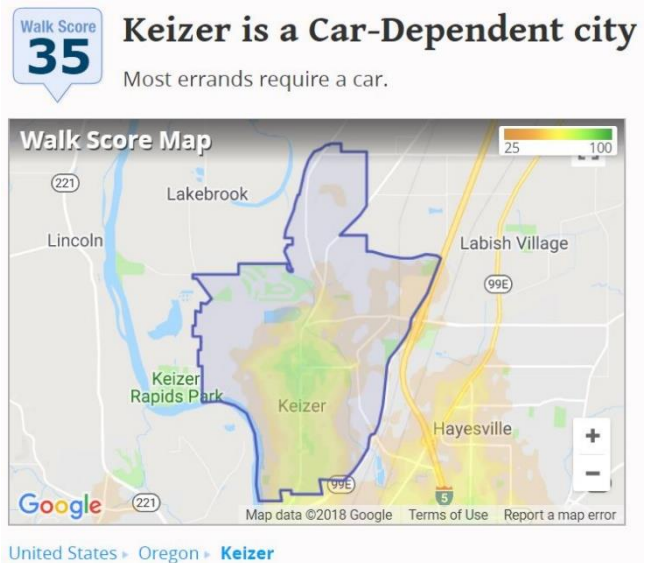 Walk Score
35
Keizer is a Car-Dependent city
Most errands require a car.
Walk Score Map
25 100
221
Lakebrook
Lincoln
Labish Village
99E
Keizer
Rapids Park
Keizer
Hayesville
+
−
99E
5
Google
221
Map data ©2018 Google Terms of Use Report a map error
United States ▸ Oregon ▸ Keizer